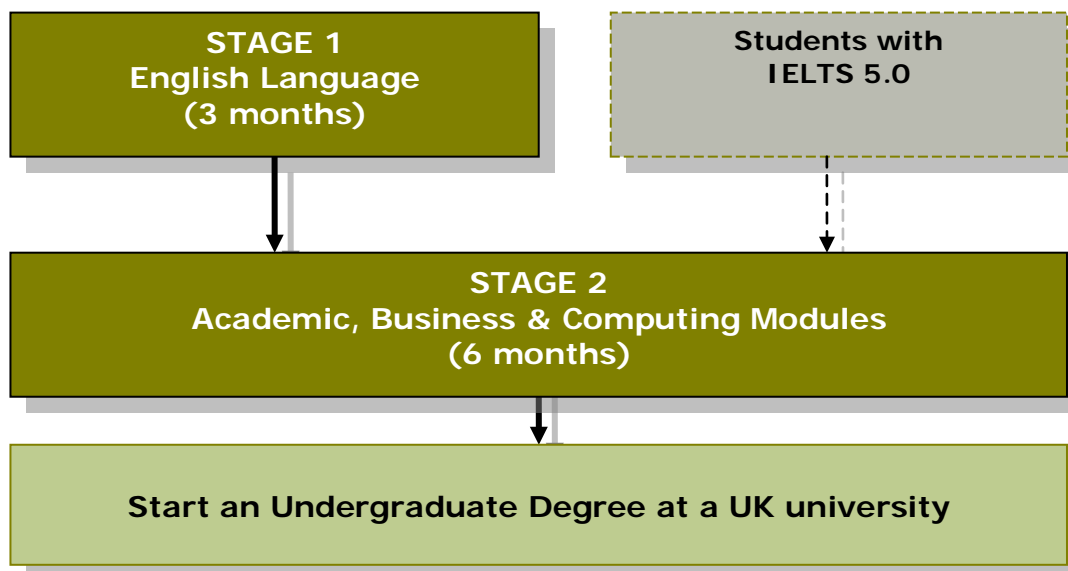 STAGE 1
English Language
(3 months)
Students with
IELTS 5.0
STAGE 2
Academic, Business & Computing Modules
(6 months)
Start an Undergraduate Degree at a UK university